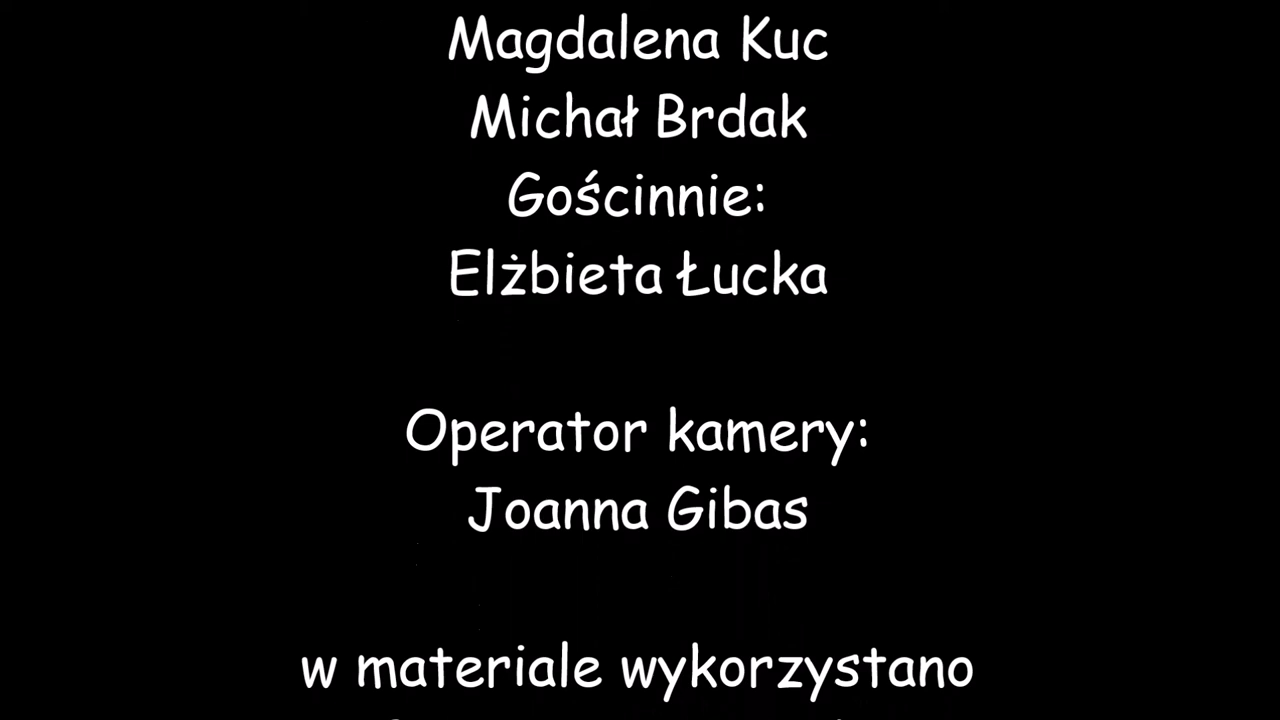 Magdalena Kuc
Michał Brdak
Gościnnie:
Elżbieta Łucka
Operator kamery:
Joanna Gibas
w materiale wykorzystano